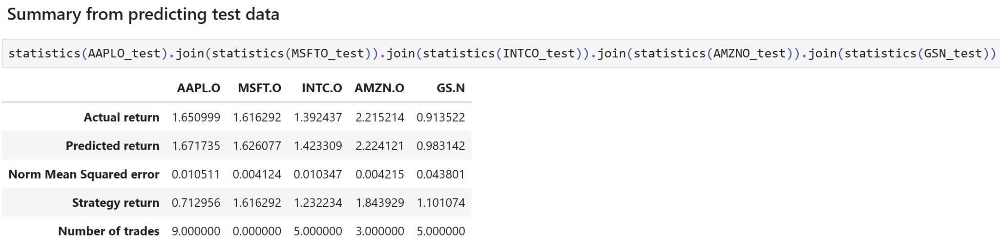 Summary from predicting test data
statistics(AAPLO_test).join(statistics(MSFTO_test)).join(statistics(INTCO_test)).join(statistics(AMZNO_test)).join(statistics(GSN_test))
AAPL.O MSFT.O INTC.O AMZN.O GS.N
Actual return 1.650999 1.616292 1.392437 2.215214 0.913522
Predicted return 1.671735 1.626077 1.423309 2.224121 0.983142
Norm Mean Squared error 0.010511 0.004124 0.010347 0.004215 0.043801
Strategy return 0.712956 1.616292 1.232234 1.843929 1.101074
Number of trades 9.000000 0.000000 5.000000 3.000000 5.000000